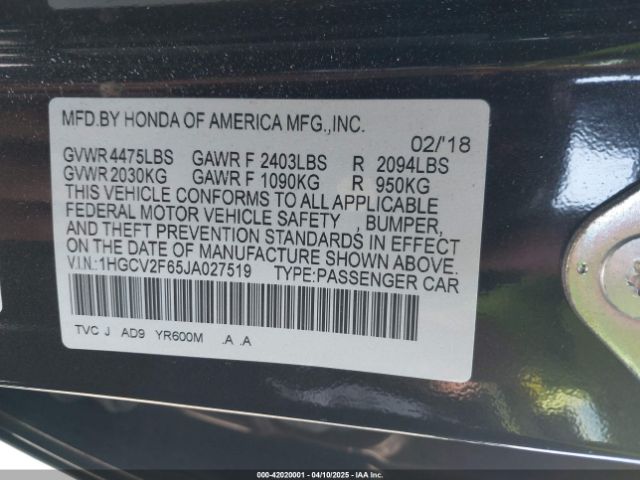 MFD.BY HONDA OF AMERICA MFG.,INC.
02/'18
GVWR 4475LBS GAWR F 2403LBS R 2094LBS
GVWR 2030KG GAWR F 1090KG R 950KG
THIS VEHICLE CONFORMS TO ALL APPLICABLE
FEDERAL MOTOR VEHICLE SAFETY , BUMPER,
AND THEFT PREVENTION STANDARDS IN EFFECT
ON THE DATE OF MANUFACTURE SHOWN ABOVE.
V.I.N.:1HGCV2F65JA027519 TYPE:PASSENGER CAR
TVC J AD9 YR600M .A .A
000-42020001 | 04/10/2025 | IAA Inc.